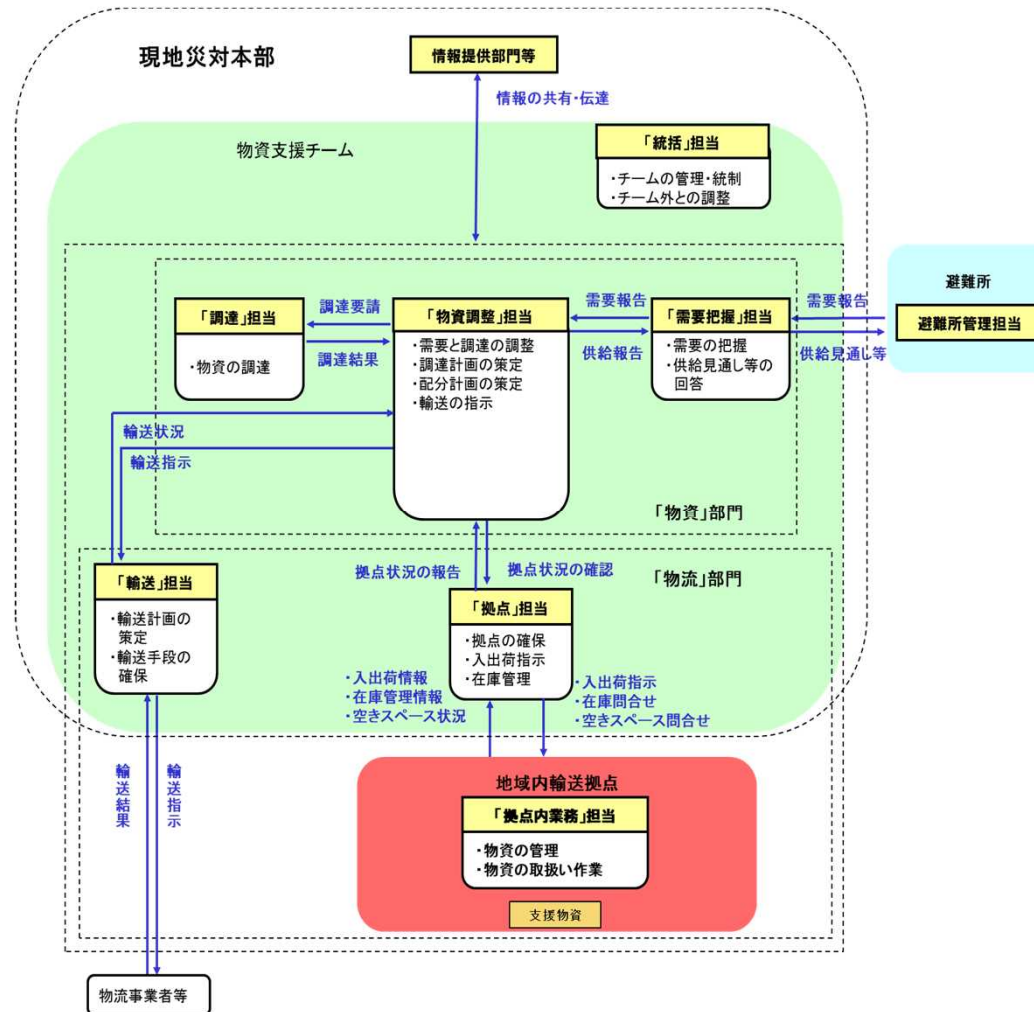 現地災対本部
情報提供部門等
情報の共有・伝達
物資支援チーム
「統括」担当
・チームの管理・統制
・チーム外との調整
避難所
避難所管理担当
需要報告
供給見通し等
「調達」担当
・物資の調達
調達要請
調達結果
「物資調整」担当
・需要と調達の調整
・調達計画の策定
・配分計画の策定
・輸送の指示
需要報告
供給報告
「需要把握」担当
・需要の把握
・供給見通し等の
回答
輸送状況
輸送指示
「物資」部門
拠点状況の報告
拠点状況の確認
「物流」部門
「輸送」担当
・輸送計画の
策定
・輸送手段の
確保
「拠点」担当
・拠点の確保
・入出荷指示
・在庫管理
・入出荷情報
・在庫管理情報
・空きスペース状況
・入出荷指示
・在庫問合せ
・空きスペース問合せ
輸送結果
輸送指示
地域内輸送拠点
「拠点内業務」担当
・物資の管理
・物資の取扱い作業
支援物資
物流事業者等